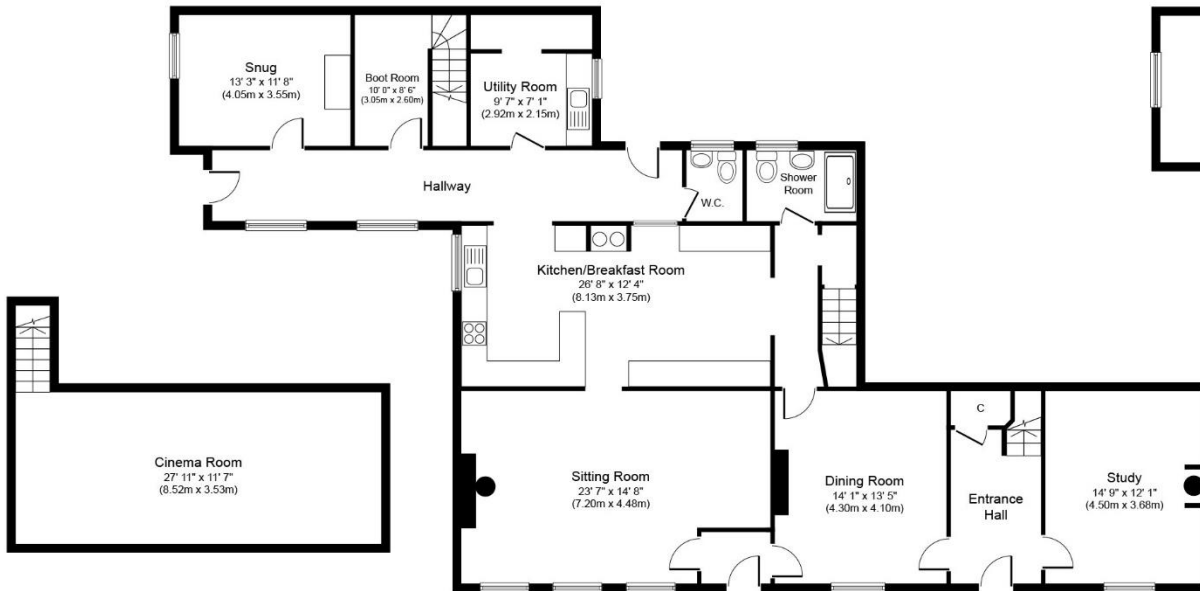 Snug
13' 3" x 11' 8"
(4.05m x 3.55m)
Boot Room
10' 0" x 8' 6"
(3.05m x 2.60m)
Utility Room
9' 7" x 7' 1"
(2.92m x 2.15m)
Hallway
W.C.
Shower
Room
Kitchen/Breakfast Room
26' 8" x 12' 4"
(8.13m x 3.75m)
Cinema Room
27' 11" x 11' 7"
(8.52m x 3.53m)
Sitting Room
23' 7" x 14' 8"
(7.20m x 4.48m)
Dining Room
14' 1" x 13' 5"
(4.30m x 4.10m)
C
Entrance
Hall
Study
14' 9" x 12' 1"
(4.50m x 3.68m)